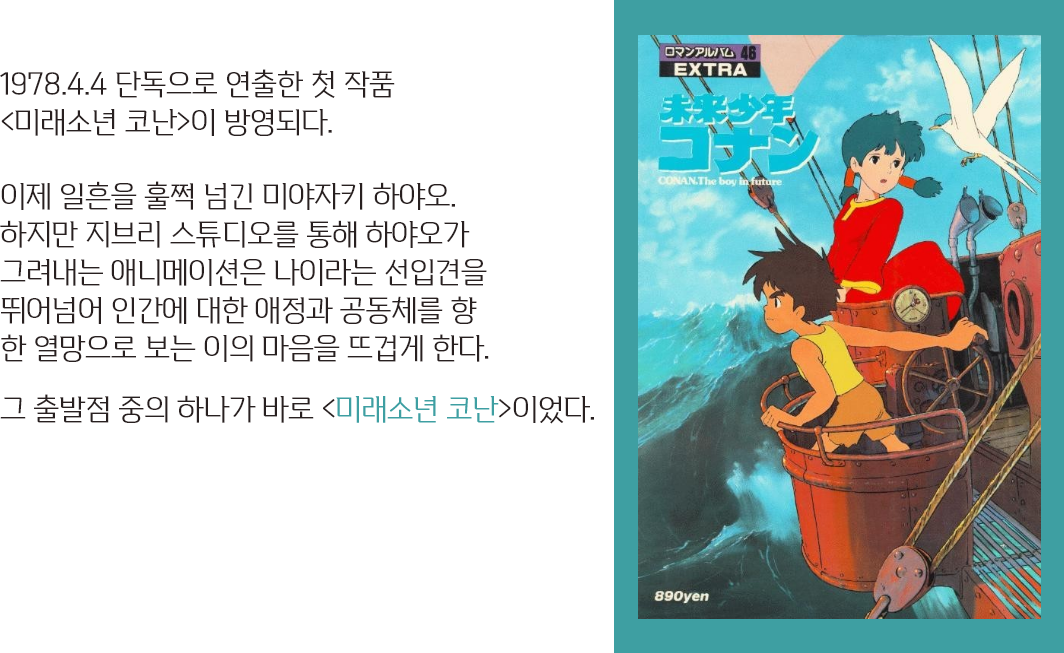 1978.4.4 단독으로 연출한 첫 작품
<미래소년 코난>이 방영되다.
이제 일흔을 훌쩍 넘긴 미야자키 하야오.
하지만 지브리 스튜디오를 통해 하야오가
그려내는 애니메이션은 나이라는 선입견을
뛰어넘어 인간에 대한 애정과 공동체를 향
한 열망으로 보는 이의 마음을 뜨겁게 한다.
그 출발점 중의 하나가 바로 <미래소년 코난>이었다.
ロマンアルバム 46
EXTRA
未来少年
コナン
CONAN.The boy in future
890yen